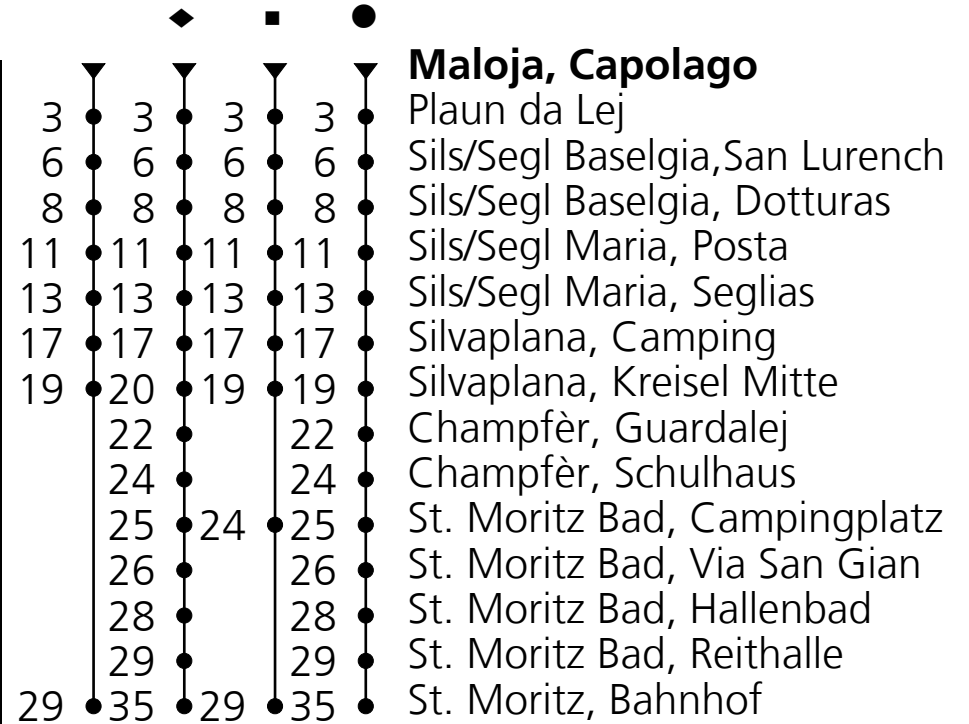 Maloja, Capolago
3 3 3 3 Plaun da Lej
6 6 6 6 Sils/Segl Baselgia,San Lurench
8 8 8 8 Sils/Segl Baselgia, Dotturas
11 11 11 11 Sils/Segl Maria, Posta
13 13 13 13 Sils/Segl Maria, Seglias
17 17 17 17 Silvaplana, Camping
19 20 19 19 Silvaplana, Kreisel Mitte
22 22 Champfèr, Guardalej
24 24 Champfèr, Schulhaus
25 24 25 St. Moritz Bad, Campingplatz
26 26 St. Moritz Bad, Via San Gian
28 28 St. Moritz Bad, Hallenbad
29 29 St. Moritz Bad, Reithalle
29 35 29 35 St. Moritz, Bahnhof